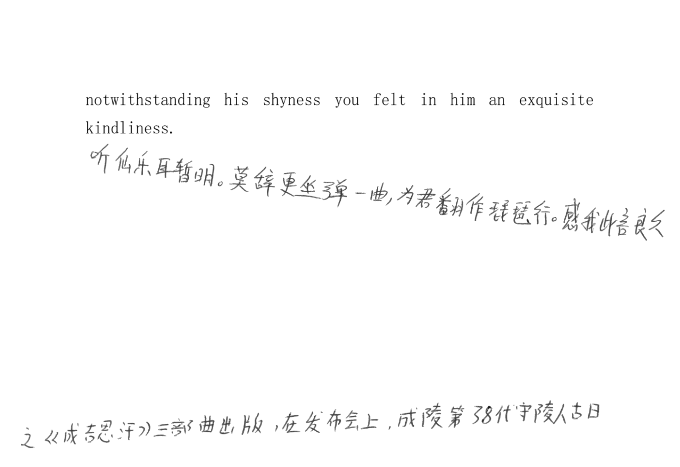 notwithstanding his shyness you felt in him an exquisite
kindliness.
听仙乐耳暂明。莫辞更坐弹一曲,为君翻作琵琶行。感我此言良久
之《成吉思汗》三部曲出版,在发布会上,成陵第38代守陵人古日